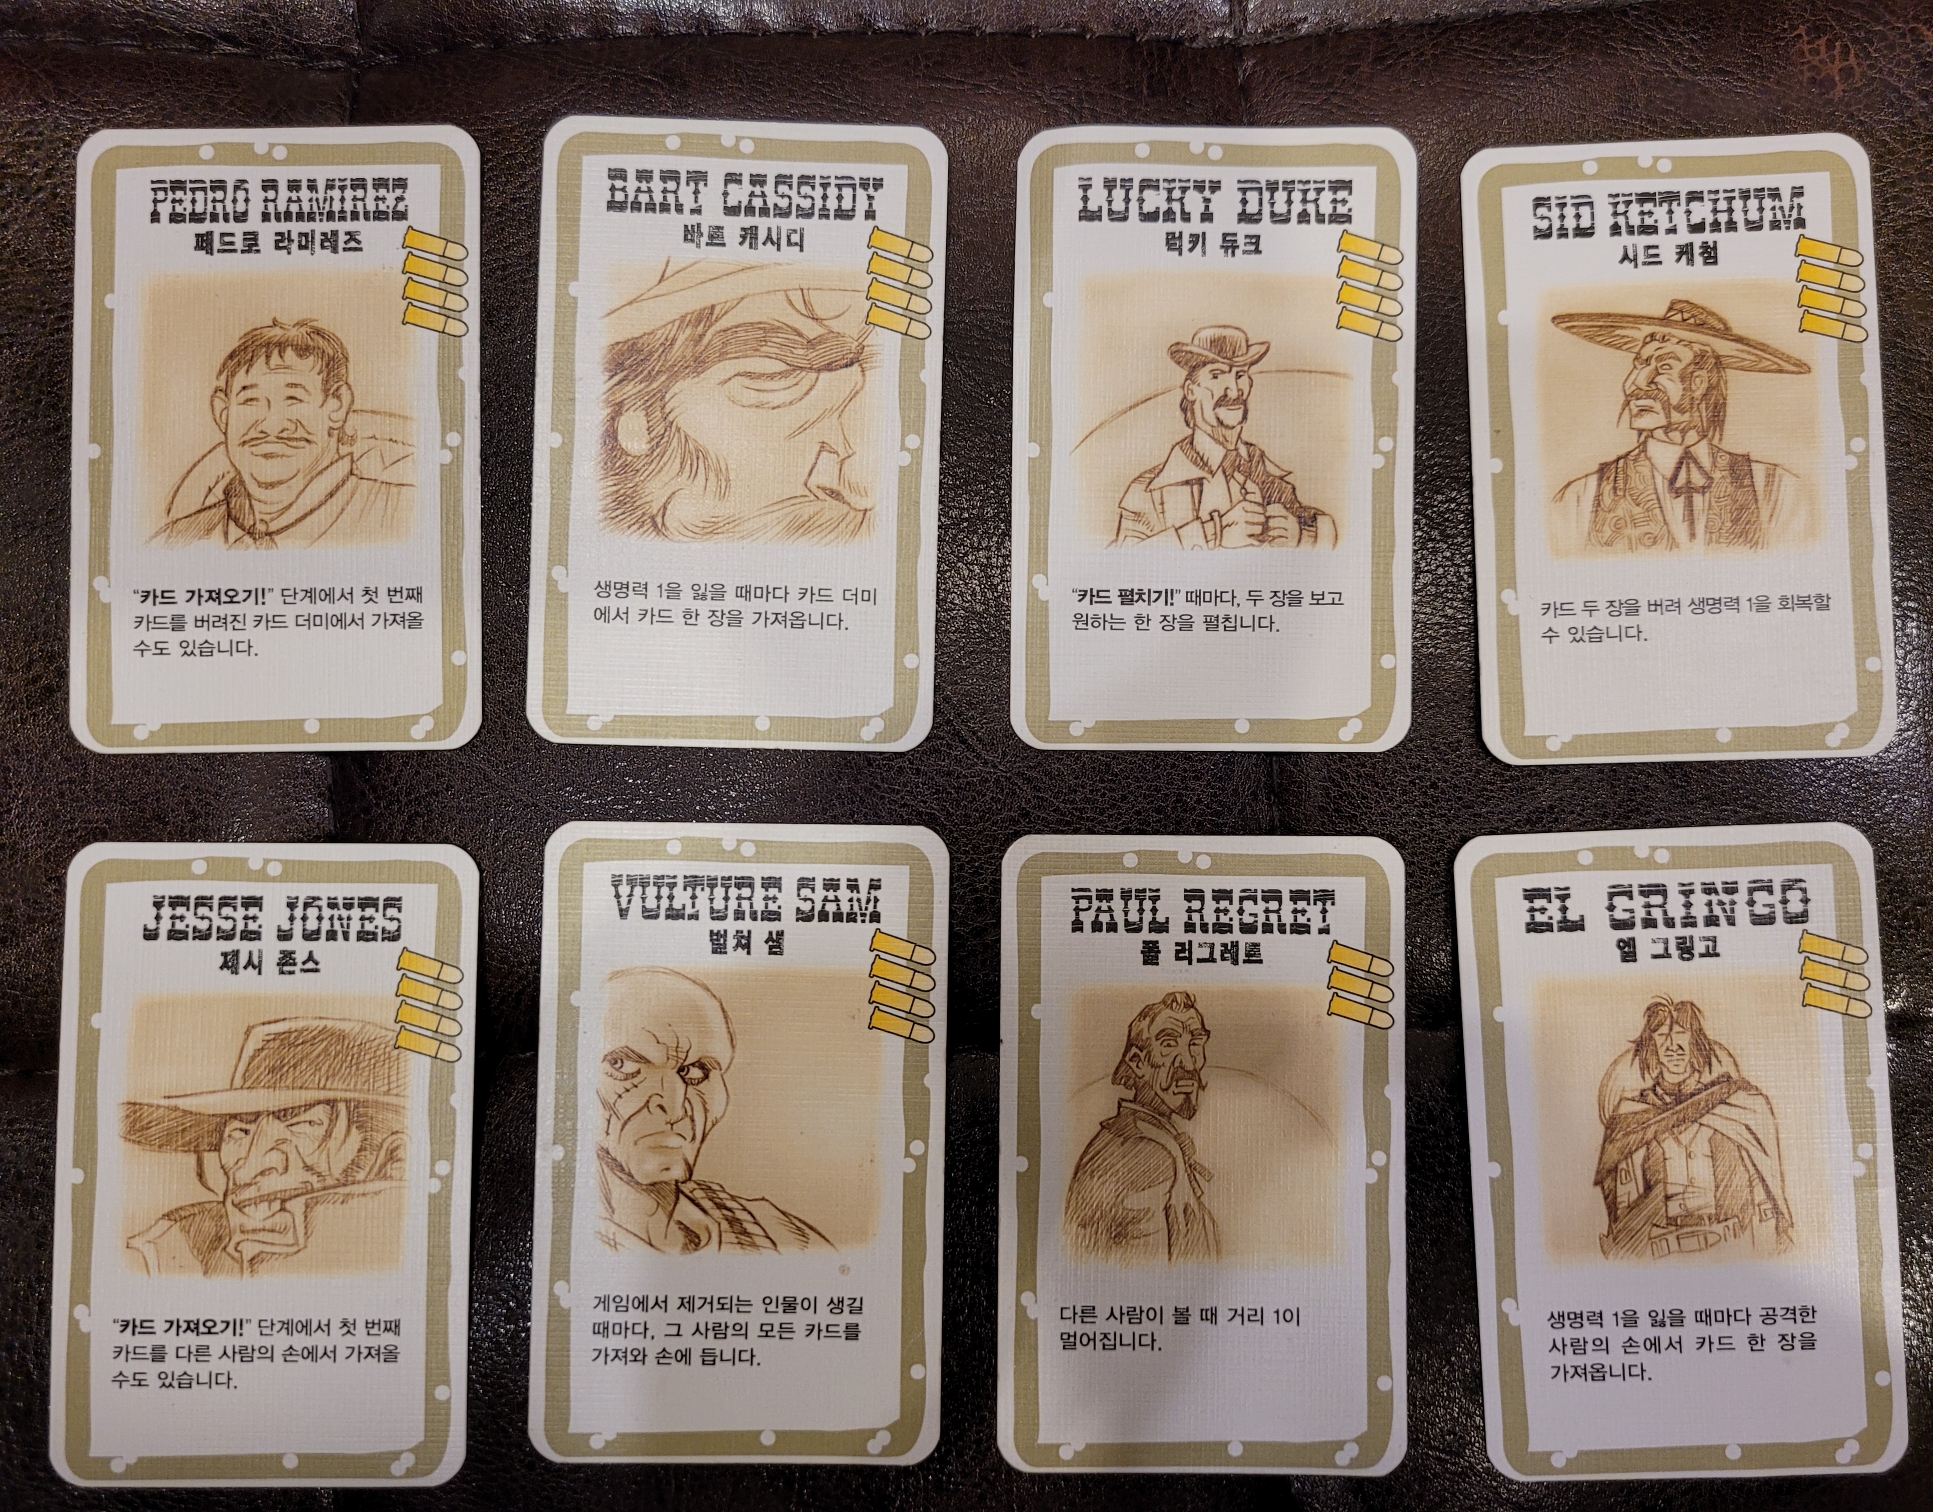 PEDRO RAMIREZ
페드로 라미레즈
“카드 가져오기!” 단계에서 첫 번째
카드를 버려진 카드 더미에서 가져올
수도 있습니다.
BART CASSIDY
바트 캐시디
생명력 1을 잃을 때마다 카드 더미
에서 카드 한 장을 가져옵니다.
LUCKY DUKE
럭키 듀크
“카드 펼치기!” 때마다, 두 장을 보고
원하는 한 장을 펼칩니다.
SID KETCHUM
시드 케첨
카드 두 장을 버려 생명력 1을 회복할
수 있습니다.
JESSE JONES
제시 존스
“카드 가져오기!” 단계에서 첫 번째
카드를 다른 사람의 손에서 가져올
수도 있습니다.
VULTURE SAM
벌쳐 샘
게임에서 제거되는 인물이 생길
때마다, 그 사람의 모든 카드를
가져와 손에 듭니다.
PAUL REGRET
폴 리그레트
다른 사람이 볼 때 거리 1이
멀어집니다.
EL GRINGO
엘 그링고
생명력 1을 잃을 때마다 공격한
사람의 손에서 카드 한 장을
가져옵니다.